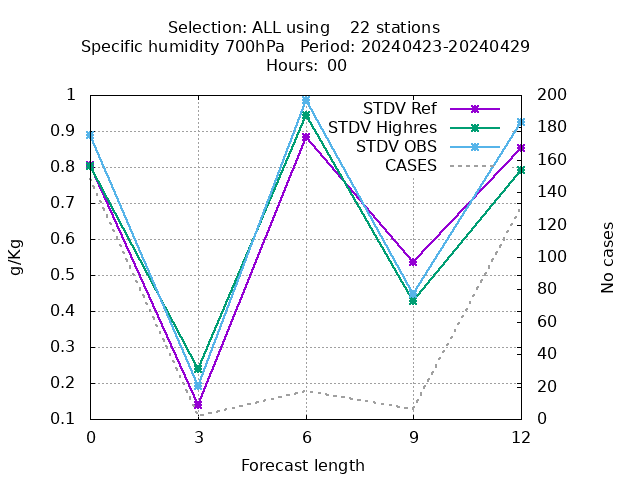 Selection: ALL using    22 stations
Specific humidity 700hPa   Period: 20240423-20240429
Hours: 00
STDV Ref
STDV Highres
STDV OBS
CASES
1
0.9
0.8
0.7
0.6
0.5
0.4
0.3
0.2
0.1
g/Kg
200
180
160
140
120
100
80
60
40
20
0
No cases
0 3 6 9 12
Forecast length